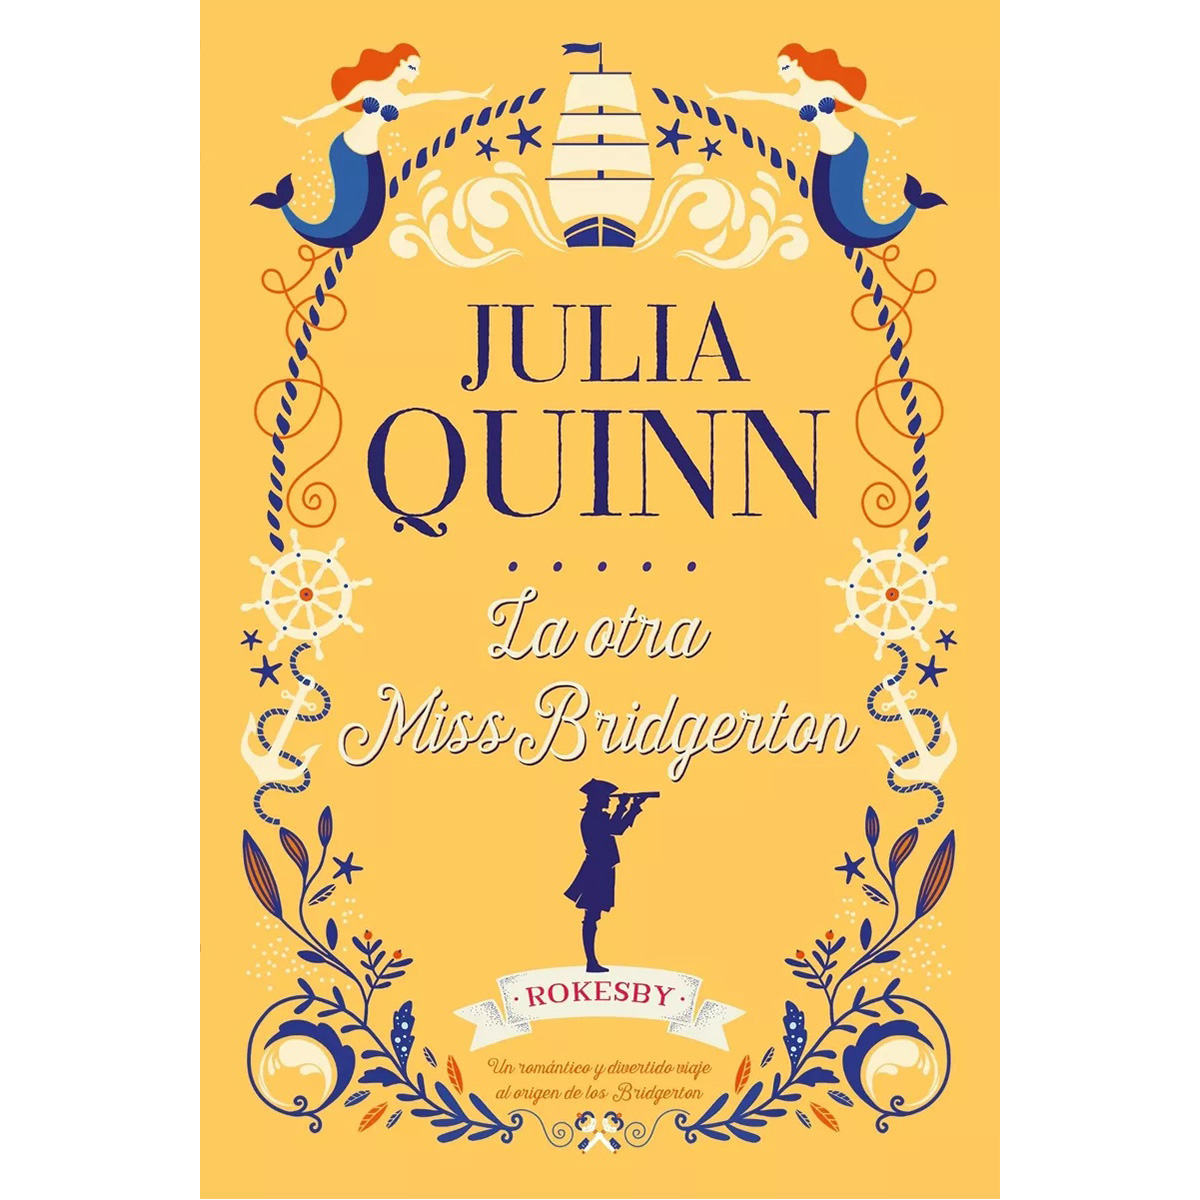 JULIA
QUINN
La otra
Miss Bridgerton
· ROKESBY ·
Un romántico y divertido viaje
al origen de los Bridgerton